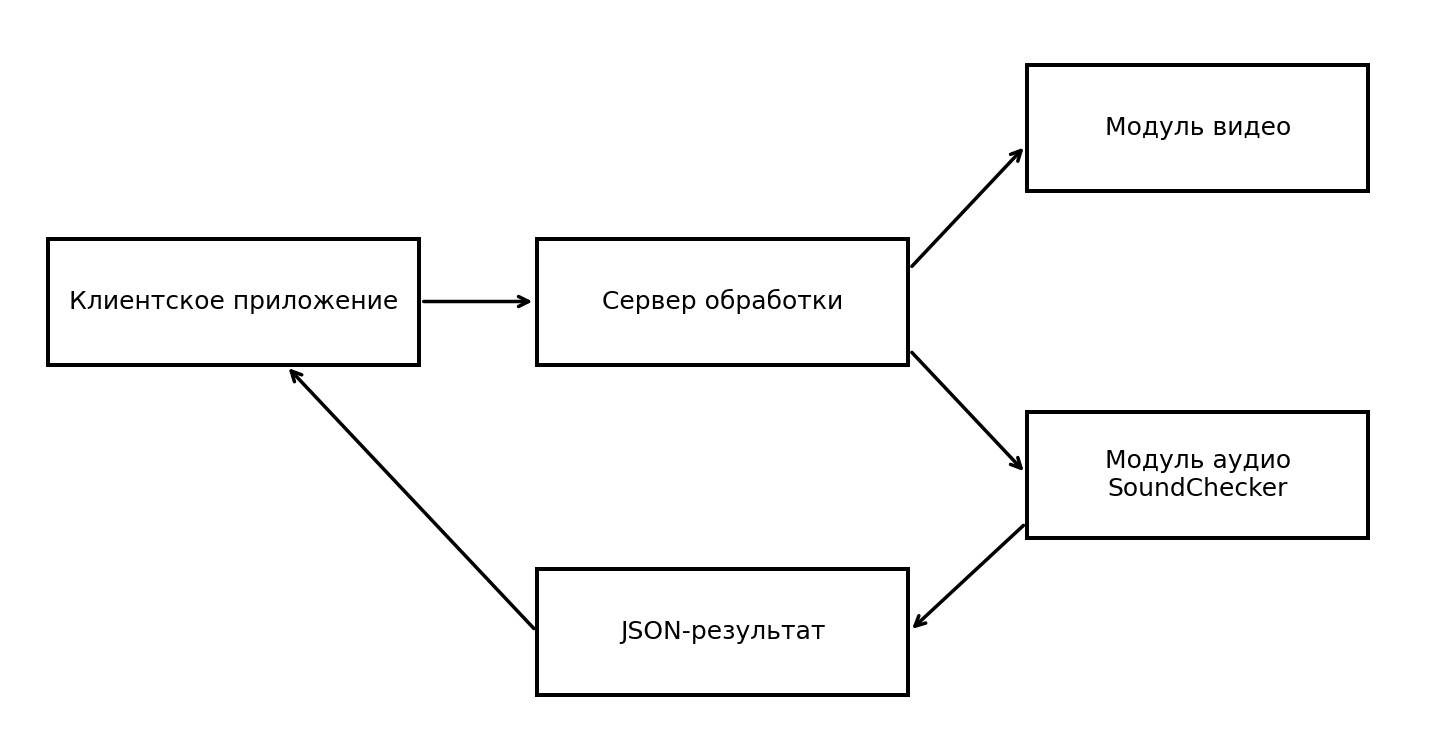 Модуль видео
Клиентское приложение
Сервер обработки
Модуль аудио
SoundChecker
JSON-результат